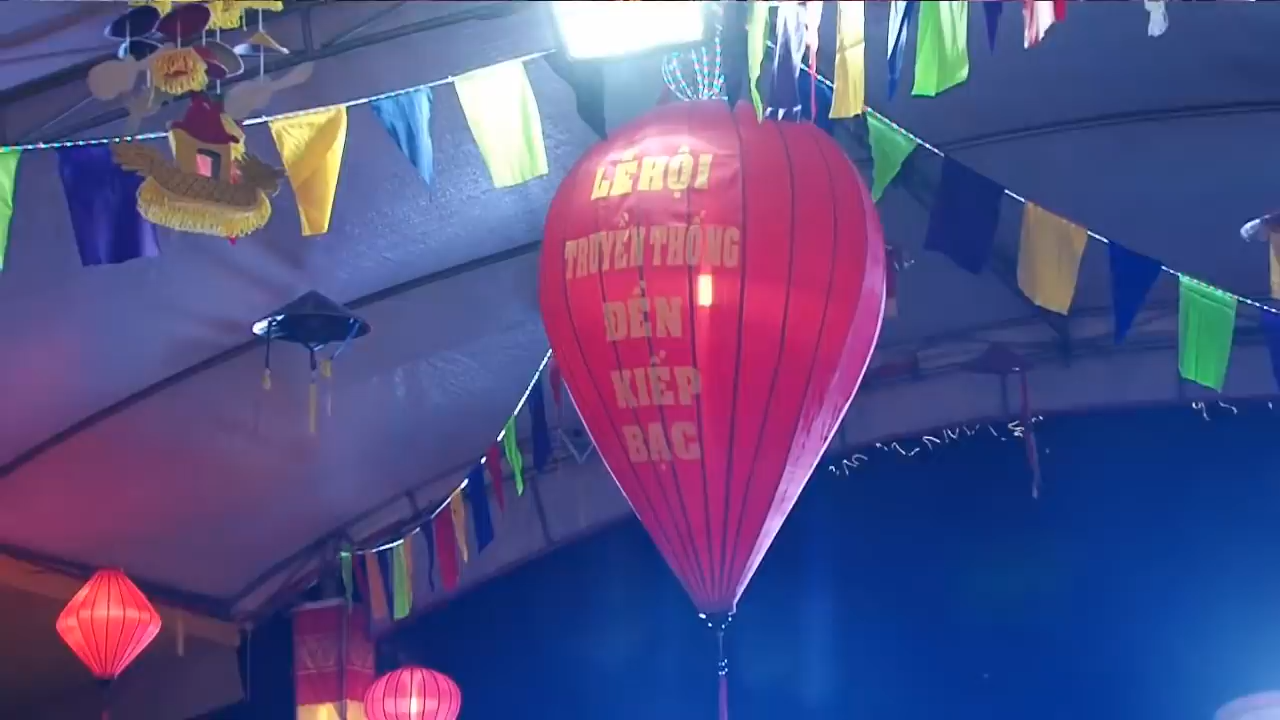 LỄ HỘI
TRUYỀN THỐNG
ĐỀN
KIẾP
BẠC